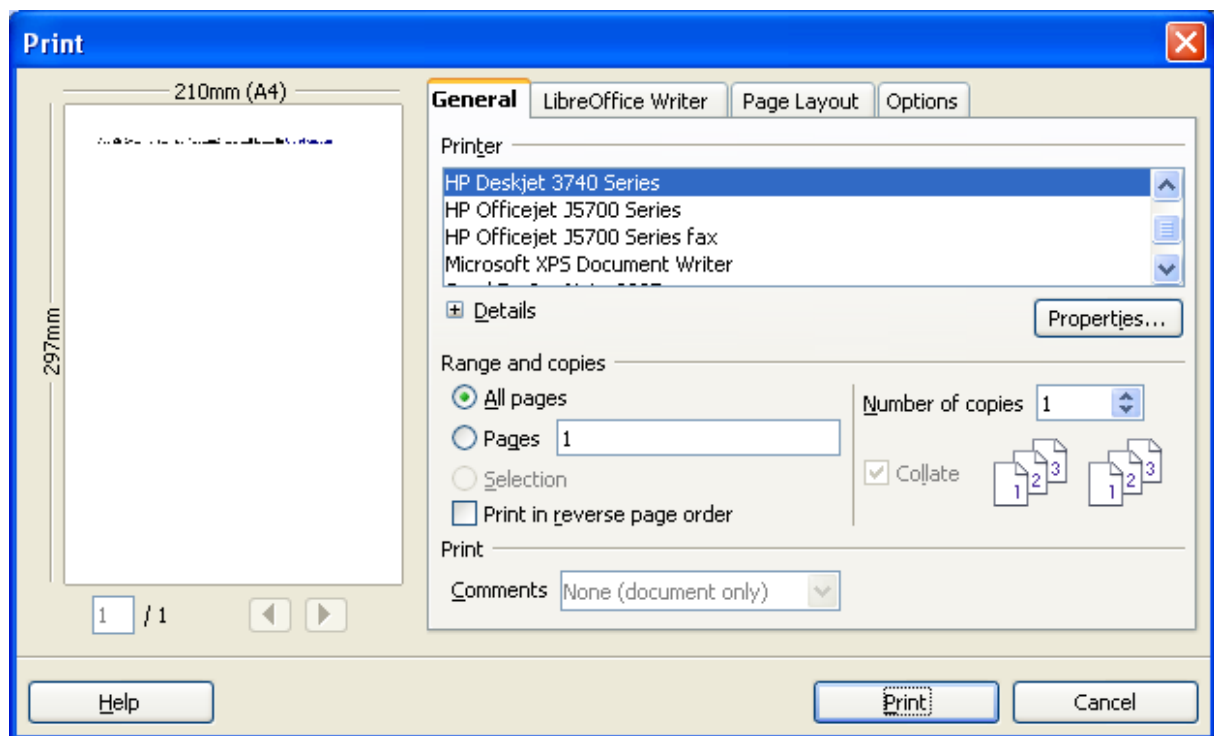 Print
210mm (A4)
297mm
1 / 1
General LibreOffice Writer Page Layout Options
Printer
HP Deskjet 3740 Series
HP Officejet J5700 Series
HP Officejet J5700 Series fax
Microsoft XPS Document Writer
Details
Properties...
Range and copies
All pages
Pages 1
Selection
Print in reverse page order
Number of copies 1
Collate
1 2 3 1 2 3
Print
Comments None (document only)
Help Print Cancel